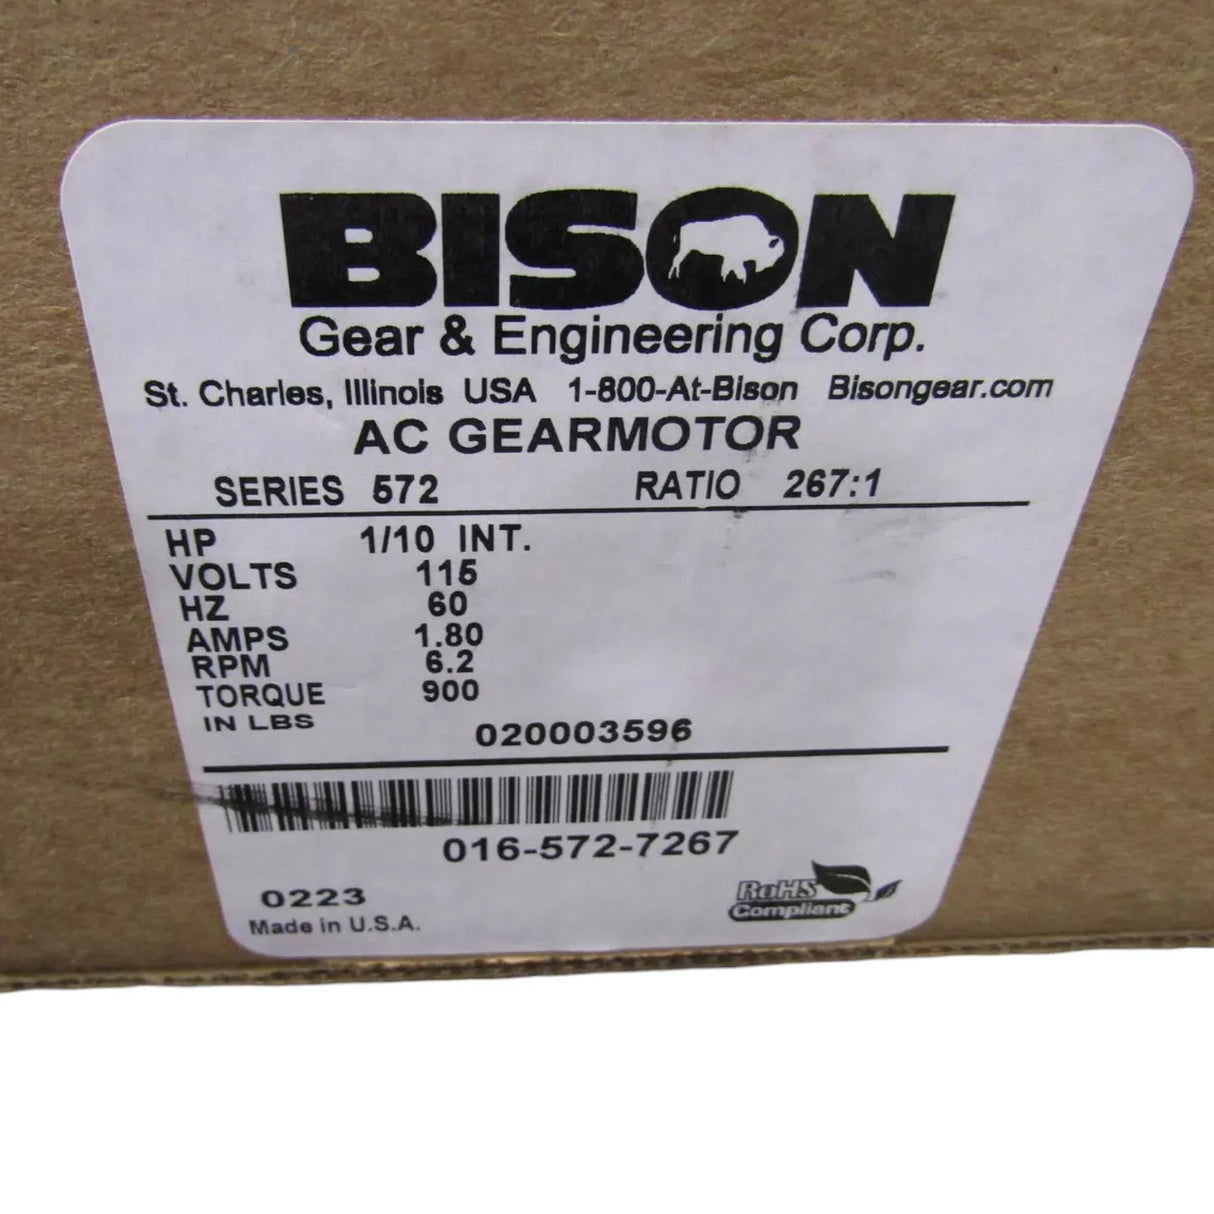 BISON
Gear & Engineering Corp.
St. Charles, Illinois USA 1-800-At-Bison Bisongear.com
AC GEARMOTOR
SERIES 572 RATIO 267:1
HP 1/10 INT.
VOLTS 115
HZ 60
AMPS 1.80
RPM 6.2
TORQUE 900
IN LBS
020003596
016-572-7267
0223
Made in U.S.A.
RoHS
Compliant